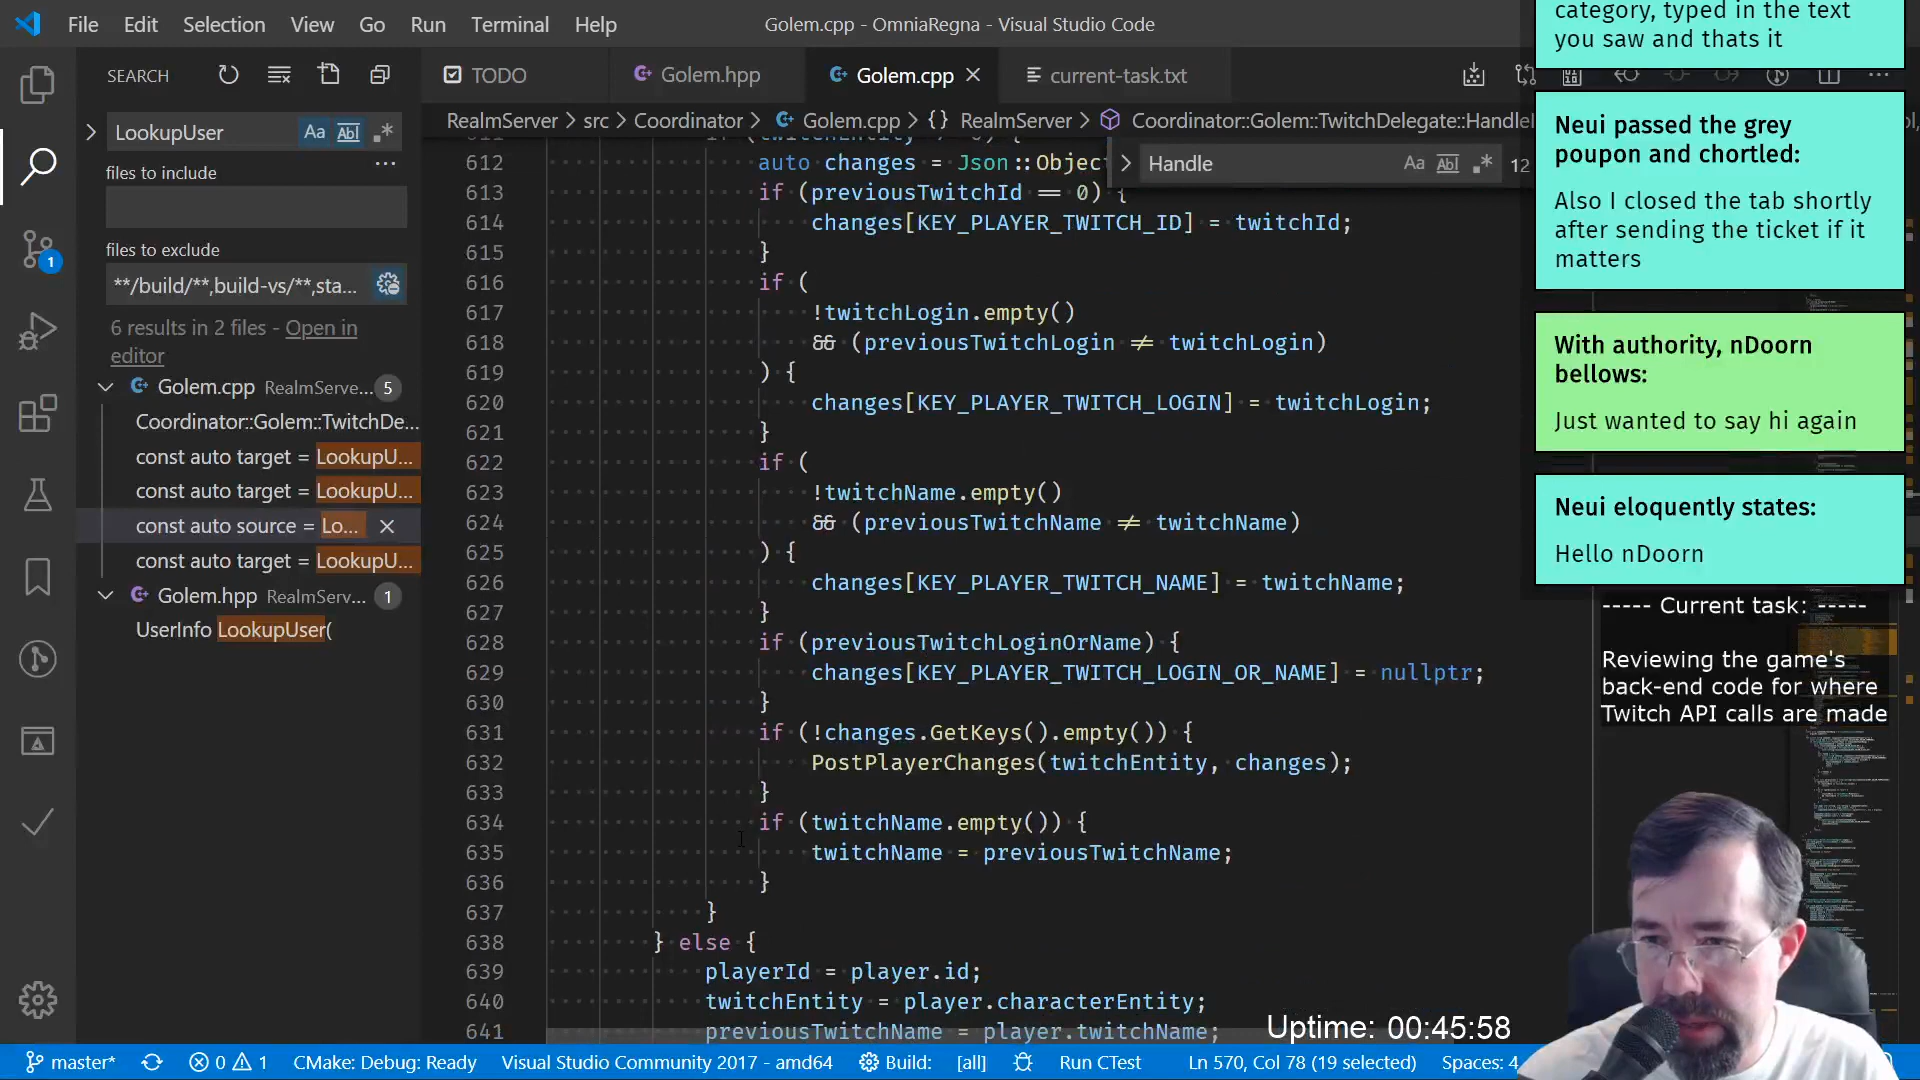 File Edit Selection View Go Run Terminal Help
Golem.cpp - OmniaRegna - Visual Studio Code
SEARCH
LookupUser
Aa
Abl
files to include
files to exclude
**/build/**,build-vs/**,sta...
6 results in 2 files - Open in
editor
Golem.cpp RealmServe... 5
Coordinator::Golem::TwitchDe...
const auto target = LookupU...
const auto target = LookupU...
const auto source = Lo...
const auto target = LookupU...
Golem.hpp RealmServ... 1
UserInfo LookupUser(
1
TODO
Golem.hpp
Golem.cpp
current-task.txt
RealmServer > src > Coordinator > Golem.cpp > {} RealmServer > Coordinator::Golem::TwitchDelegate::HandleI
Handle
Aa
Abl
12
612 auto changes = Json::Object
613 if (previousTwitchId == 0) {
614 changes[KEY_PLAYER_TWITCH_ID] = twitchId;
615 }
616 if (
617 !twitchLogin.empty()
618 && (previousTwitchLogin != twitchLogin)
619 ) {
620 changes[KEY_PLAYER_TWITCH_LOGIN] = twitchLogin;
621 }
622 if (
623 !twitchName.empty()
624 && (previousTwitchName != twitchName)
625 ) {
626 changes[KEY_PLAYER_TWITCH_NAME] = twitchName;
627 }
628 if (previousTwitchLoginOrName) {
629 changes[KEY_PLAYER_TWITCH_LOGIN_OR_NAME] = nullptr;
630 }
631 if (!changes.GetKeys().empty()) {
632 PostPlayerChanges(twitchEntity, changes);
633 }
634 if (twitchName.empty()) {
635 twitchName = previousTwitchName;
636 }
637 }
638 } else {
639 playerId = player.id;
640 twitchEntity = player.characterEntity;
641 previousTwitchName = player.twitchName;
category, typed in the text
you saw and thats it
Neui passed the grey
poupon and chortled:
Also I closed the tab shortly
after sending the ticket if it
matters
With authority, nDoorn
bellows:
Just wanted to say hi again
Neui eloquently states:
Hello nDoorn
----- Current task: -----
Reviewing the game's
back-end code for where
Twitch API calls are made
Uptime: 00:45:58
master* 0 1 CMake: Debug: Ready Visual Studio Community 2017 - amd64 Build: [all] Run CTest Ln 570, Col 78 (19 selected) Spaces: 4